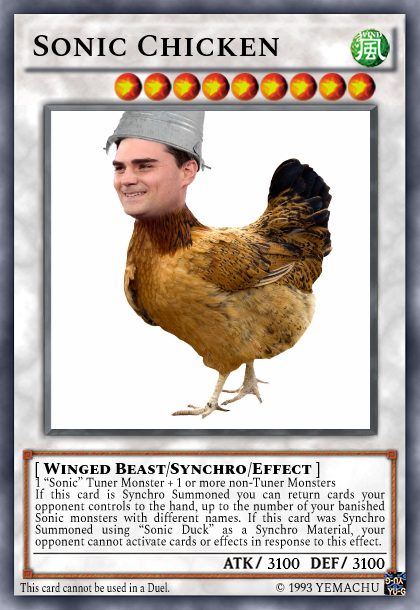 SONIC CHICKEN
WIND
風
[ WINGED BEAST/SYNCHRO/EFFECT ]
1 “Sonic” Tuner Monster + 1 or more non-Tuner Monsters
If this card is Synchro Summoned you can return cards your
opponent controls to the hand, up to the number of your banished
Sonic monsters with different names. If this card was Synchro
Summoned using “Sonic Duck” as a Synchro Material, your
opponent cannot activate cards or effects in response to this effect.
ATK / 3100 DEF / 3100
This card cannot be used in a Duel.
© 1993 YEMACHU